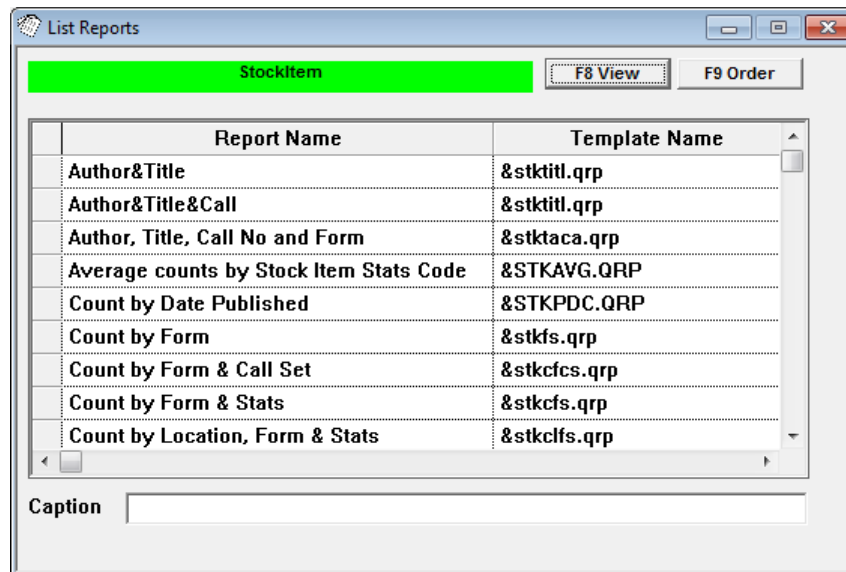 List Reports
StockItem F8 View F9 Order
Report Name Template Name
Author&Title &stktitl.qrp
Author&Title&Call &stktitl.qrp
Author, Title, Call No and Form &stktaca.qrp
Average counts by Stock Item Stats Code &STKAVG.QRP
Count by Date Published &STKPDC.QRP
Count by Form &stkfs.qrp
Count by Form & Call Set &stkcfcs.qrp
Count by Form & Stats &stkcfs.qrp
Count by Location, Form & Stats &stkclfs.qrp
Caption